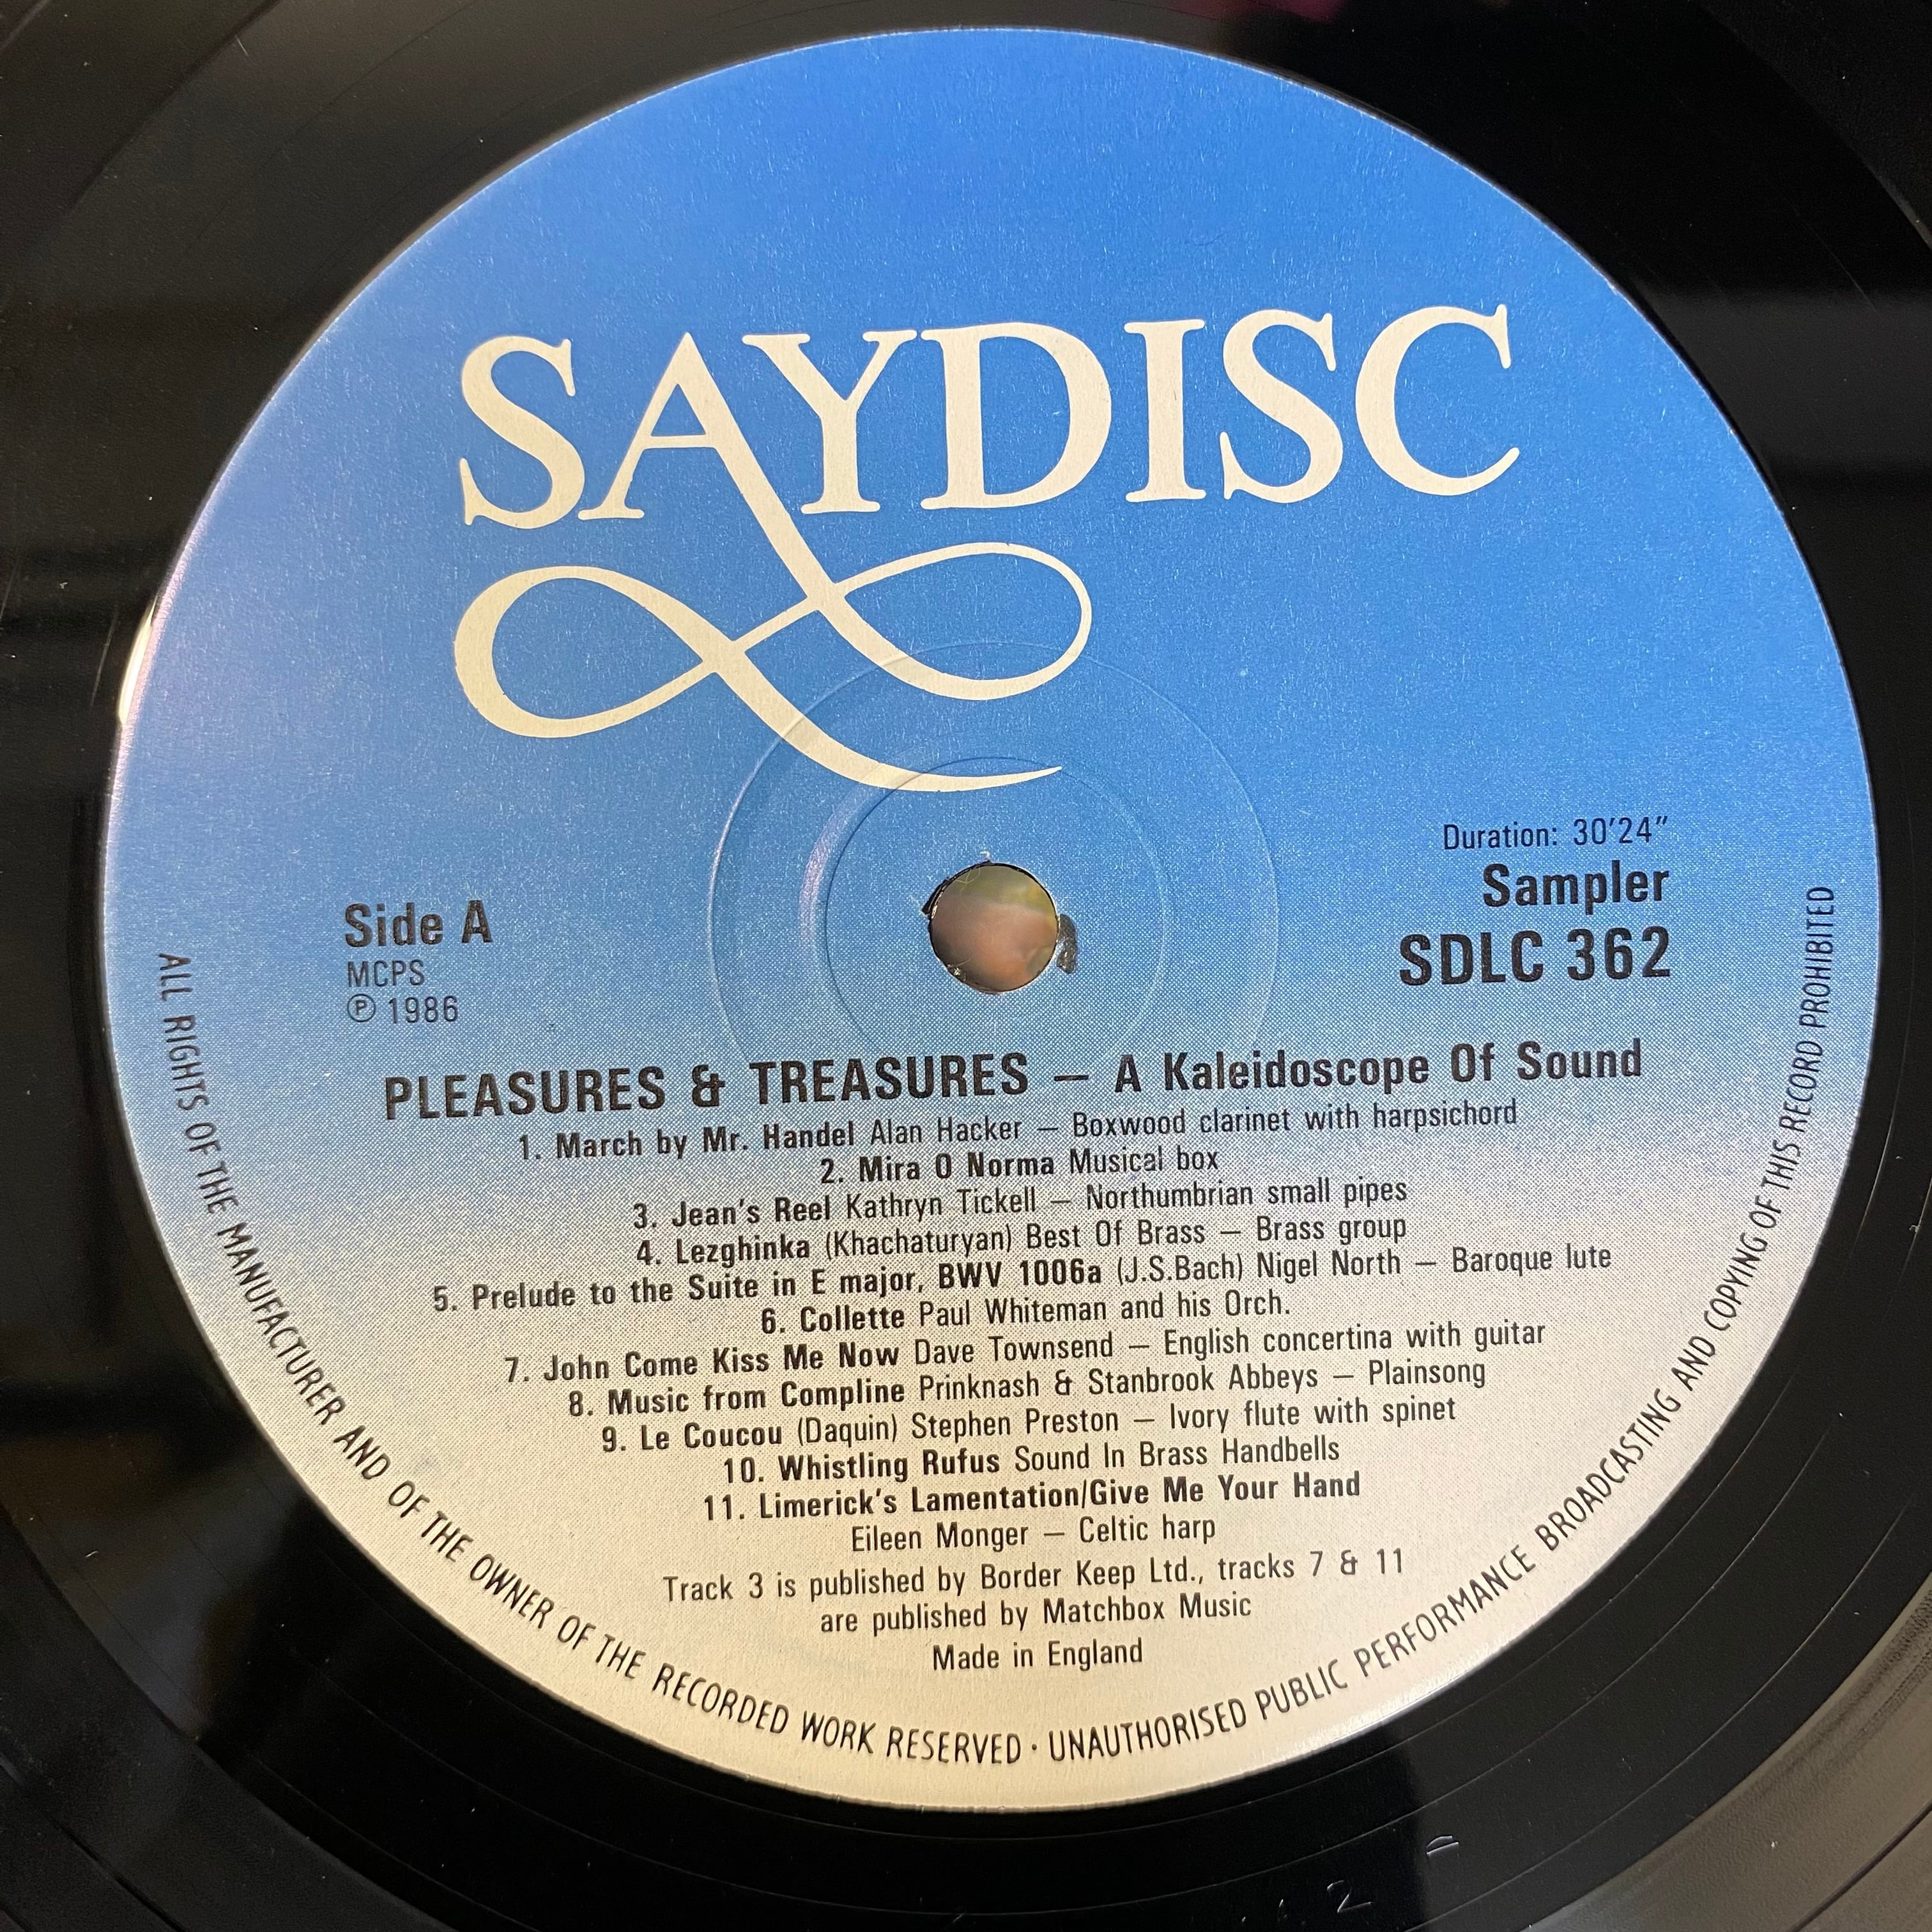 SAYDISC
Duration: 30'24"
Sampler
SDLC 362
Side A
MCPS
℗ 1986
PLEASURES & TREASURES — A Kaleidoscope Of Sound
1. March by Mr. Handel Alan Hacker — Boxwood clarinet with harpsichord
2. Mira O Norma Musical box
3. Jean's Reel Kathryn Tickell — Northumbrian small pipes
4. Lezghinka (Khachaturyan) Best Of Brass — Brass group
5. Prelude to the Suite in E major, BWV 1006a (J.S.Bach) Nigel North — Baroque lute
6. Collette Paul Whiteman and his Orch.
7. John Come Kiss Me Now Dave Townsend — English concertina with guitar
8. Music from Compline Prinknash & Stanbrook Abbeys — Plainsong
9. Le Coucou (Daquin) Stephen Preston — Ivory flute with spinet
10. Whistling Rufus Sound In Brass Handbells
11. Limerick's Lamentation/Give Me Your Hand
Eileen Monger — Celtic harp
Track 3 is published by Border Keep Ltd., tracks 7 & 11
are published by Matchbox Music
Made in England
ALL RIGHTS OF THE MANUFACTURER AND OF THE OWNER OF THE RECORDED WORK RESERVED · UNAUTHORISED PUBLIC PERFORMANCE BROADCASTING AND COPYING OF THIS RECORD PROHIBITED